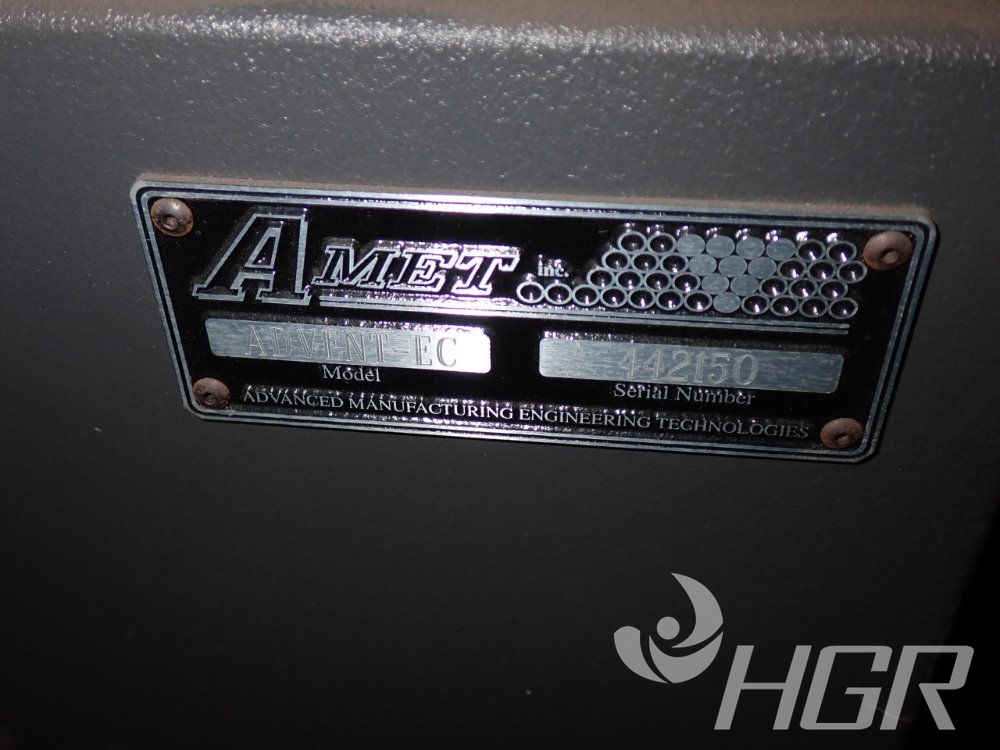 AMET inc.
ADVENT-EC 442150
Model Serial Number
ADVANCED MANUFACTURING ENGINEERING TECHNOLOGIES
HGR